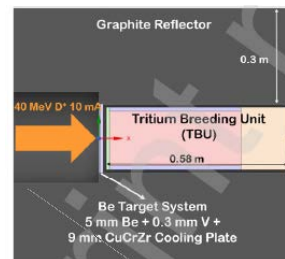 Graphite Reflector
0.3 m
40 MeV D⁺ 10 mA
Tritium Breeding Unit
(TBU)
x
0.58 m
Be Target System
5 mm Be + 0.3 mm V +
9 mm CuCrZr Cooling Plate